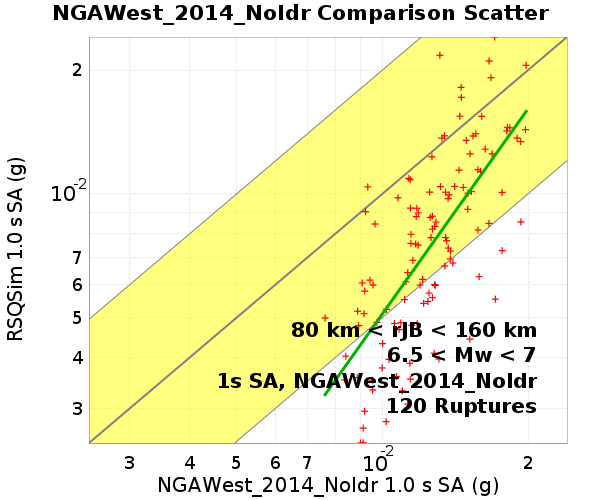 NGAWest_2014_NoIdr Comparison Scatter
RSQSim 1.0 s SA (g)
2
10-2
7
6
5
4
3
80 km < rJB < 160 km
6.5 < Mw < 7
1s SA, NGAWest_2014_NoIdr
120 Ruptures
3 4 5 6 7 10-2 2
NGAWest_2014_NoIdr 1.0 s SA (g)